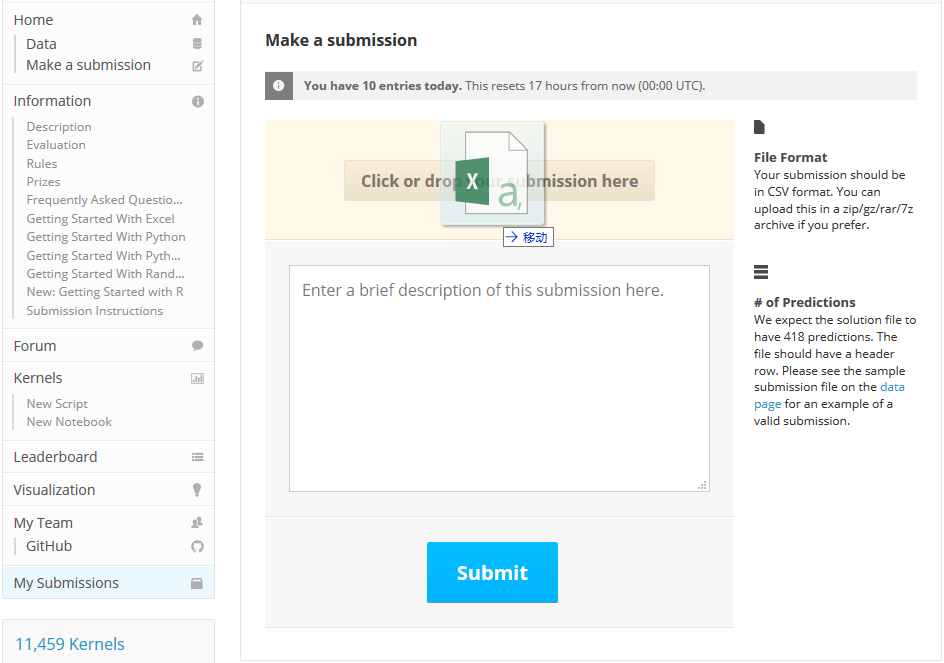 Home
Data
Make a submission
Information
Description
Evaluation
Rules
Prizes
Frequently Asked Questio...
Getting Started With Excel
Getting Started With Python
Getting Started With Pyth...
Getting Started With Rand...
New: Getting Started with R
Submission Instructions
Forum
Kernels
New Script
New Notebook
Leaderboard
Visualization
My Team
GitHub
My Submissions
11,459 Kernels
Make a submission
You have 10 entries today. This resets 17 hours from now (00:00 UTC).
Click or drop your submission here
X
a,
移动
Enter a brief description of this submission here.
Submit
File Format
Your submission should be
in CSV format. You can
upload this in a zip/gz/rar/7z
archive if you prefer.
# of Predictions
We expect the solution file to
have 418 predictions. The
file should have a header
row. Please see the sample
submission file on the data
page for an example of a
valid submission.